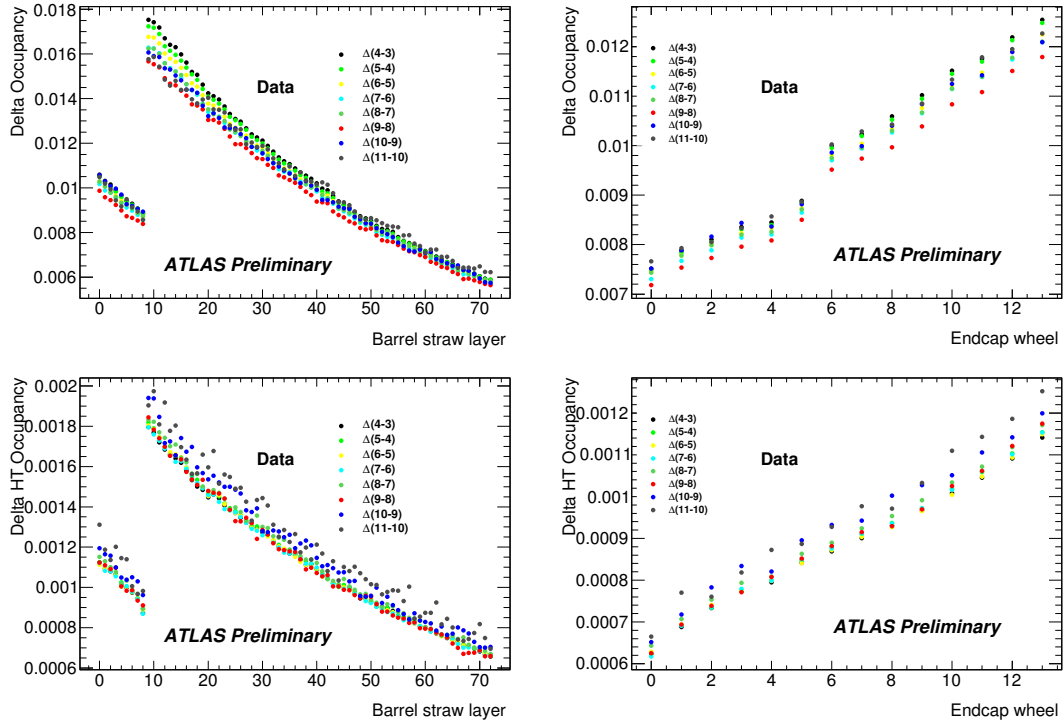 Delta Occupancy
0.018
0.016
0.014
0.012
0.01
0.008
0.006
Data
Δ(4-3)
Δ(5-4)
Δ(6-5)
Δ(7-6)
Δ(8-7)
Δ(9-8)
Δ(10-9)
Δ(11-10)
ATLAS Preliminary
0 10 20 30 40 50 60 70
Barrel straw layer
Delta Occupancy
0.012
0.011
0.01
0.009
0.008
0.007
Data
Δ(4-3)
Δ(5-4)
Δ(6-5)
Δ(7-6)
Δ(8-7)
Δ(9-8)
Δ(10-9)
Δ(11-10)
ATLAS Preliminary
0 2 4 6 8 10 12
Endcap wheel
Delta HT Occupancy
0.002
0.0018
0.0016
0.0014
0.0012
0.001
0.0008
0.0006
Data
Δ(4-3)
Δ(5-4)
Δ(6-5)
Δ(7-6)
Δ(8-7)
Δ(9-8)
Δ(10-9)
Δ(11-10)
ATLAS Preliminary
0 10 20 30 40 50 60 70
Barrel straw layer
Delta HT Occupancy
0.0012
0.0011
0.001
0.0009
0.0008
0.0007
0.0006
Data
Δ(4-3)
Δ(5-4)
Δ(6-5)
Δ(7-6)
Δ(8-7)
Δ(9-8)
Δ(10-9)
Δ(11-10)
ATLAS Preliminary
0 2 4 6 8 10 12
Endcap wheel